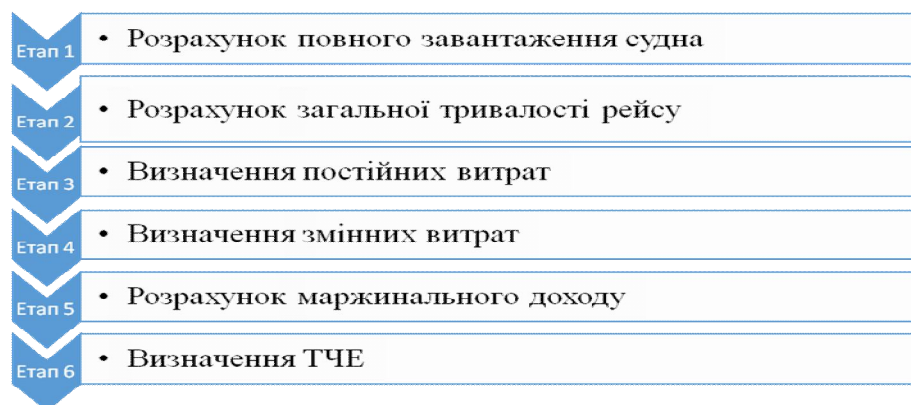 Етап 1
• Розрахунок повного завантаження судна
Етап 2
• Розрахунок загальної тривалості рейсу
Етап 3
• Визначення постійних витрат
Етап 4
• Визначення змінних витрат
Етап 5
• Розрахунок маржинального доходу
Етап 6
• Визначення ТЧЕ